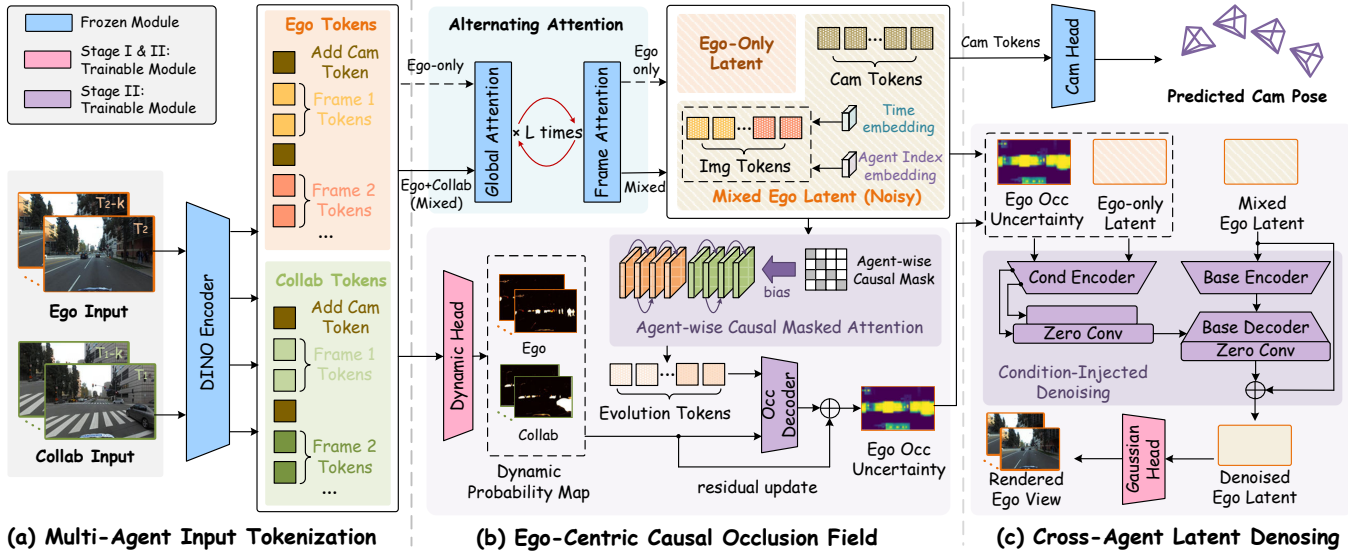 Frozen Module
Stage I & II:
Trainable Module
Stage II:
Trainable Module
T2-k
T2
Ego Input
T1-k
T1
Collab Input
DINO Encoder
Ego Tokens
Add Cam
Token
Frame 1
Tokens
Frame 2
Tokens
...
Collab Tokens
Add Cam
Token
Frame 1
Tokens
Frame 2
Tokens
...
(a) Multi-Agent Input Tokenization
Alternating Attention
Ego-only
Ego+Collab
(Mixed)
Global Attention
× L times
Frame Attention
Ego
only
Mixed
Ego-Only
Latent
Cam Tokens
Img Tokens
Time
embedding
Agent Index
embedding
Mixed Ego Latent (Noisy)
Dynamic Head
Ego
Collab
Dynamic
Probability Map
bias
Agent-wise
Causal Mask
Agent-wise Causal Masked Attention
Evolution Tokens
Occ
Decoder
Ego Occ
Uncertainty
residual update
(b) Ego-Centric Causal Occlusion Field
Cam Tokens
Cam Head
Predicted Cam Pose
Ego Occ
Uncertainty
Ego-only
Latent
Mixed
Ego Latent
Cond Encoder
Base Encoder
Zero Conv
Base Decoder
Zero Conv
Condition-Injected
Denoising
Rendered
Ego View
Gaussian
Head
Denoised
Ego Latent
(c) Cross-Agent Latent Denosing